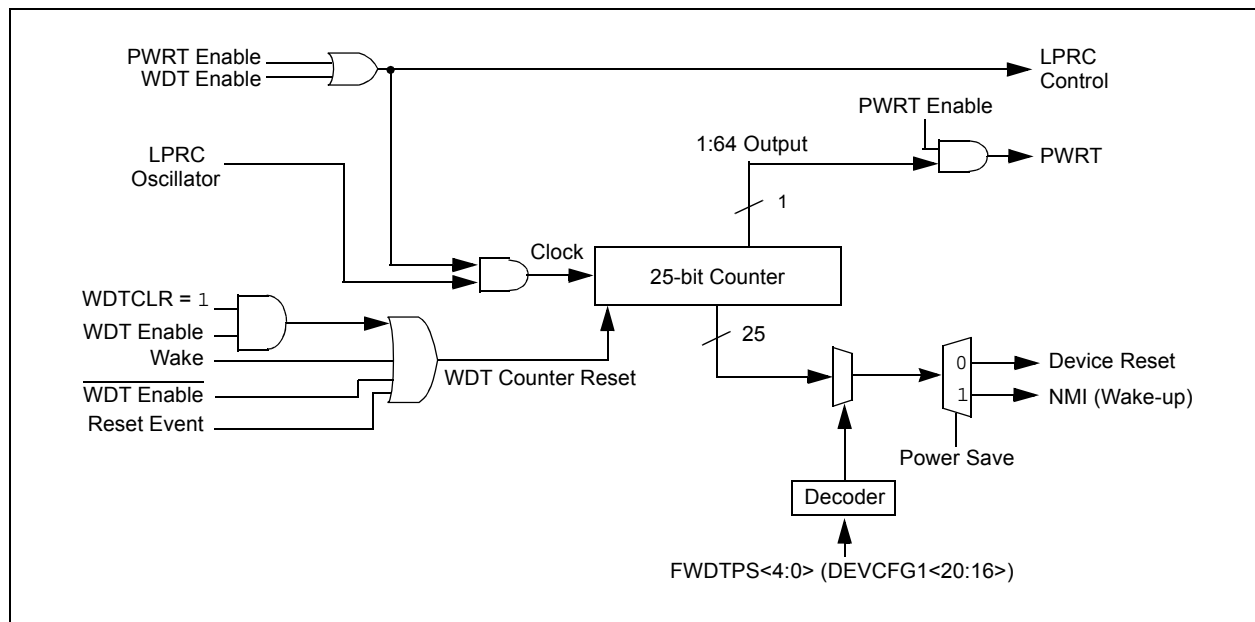 PWRT Enable
WDT Enable
LPRC
Control
PWRT Enable
1:64 Output
LPRC
Oscillator
PWRT
1
Clock
25-bit Counter
WDTCLR = 1
WDT Enable
25
Wake
WDT Counter Reset
0
Device Reset
WDT Enable
1
NMI (Wake-up)
Reset Event
Power Save
Decoder
FWDTPS<4:0> (DEVCFG1<20:16>)